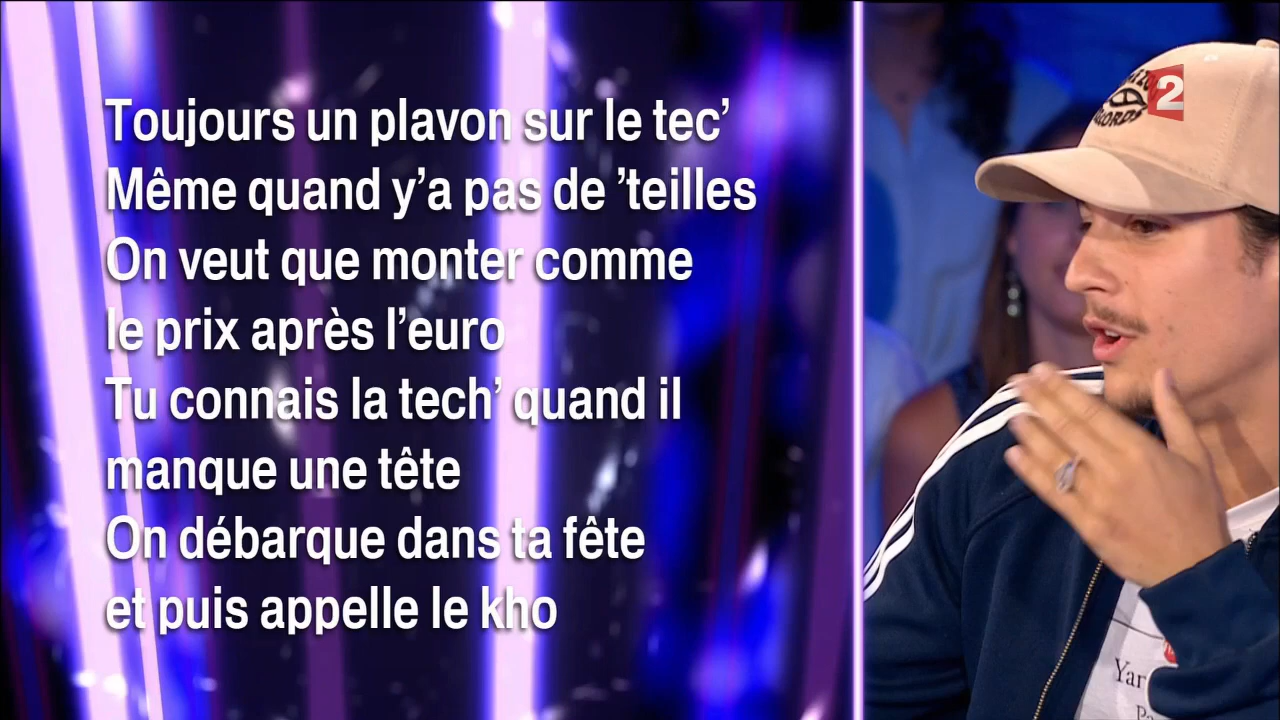 Toujours un plavon sur le tec’
Même quand y’a pas de ’teilles
On veut que monter comme
le prix après l’euro
Tu connais la tech’ quand il
manque une tête
On débarque dans ta fête
et puis appelle le kho
2
Yar